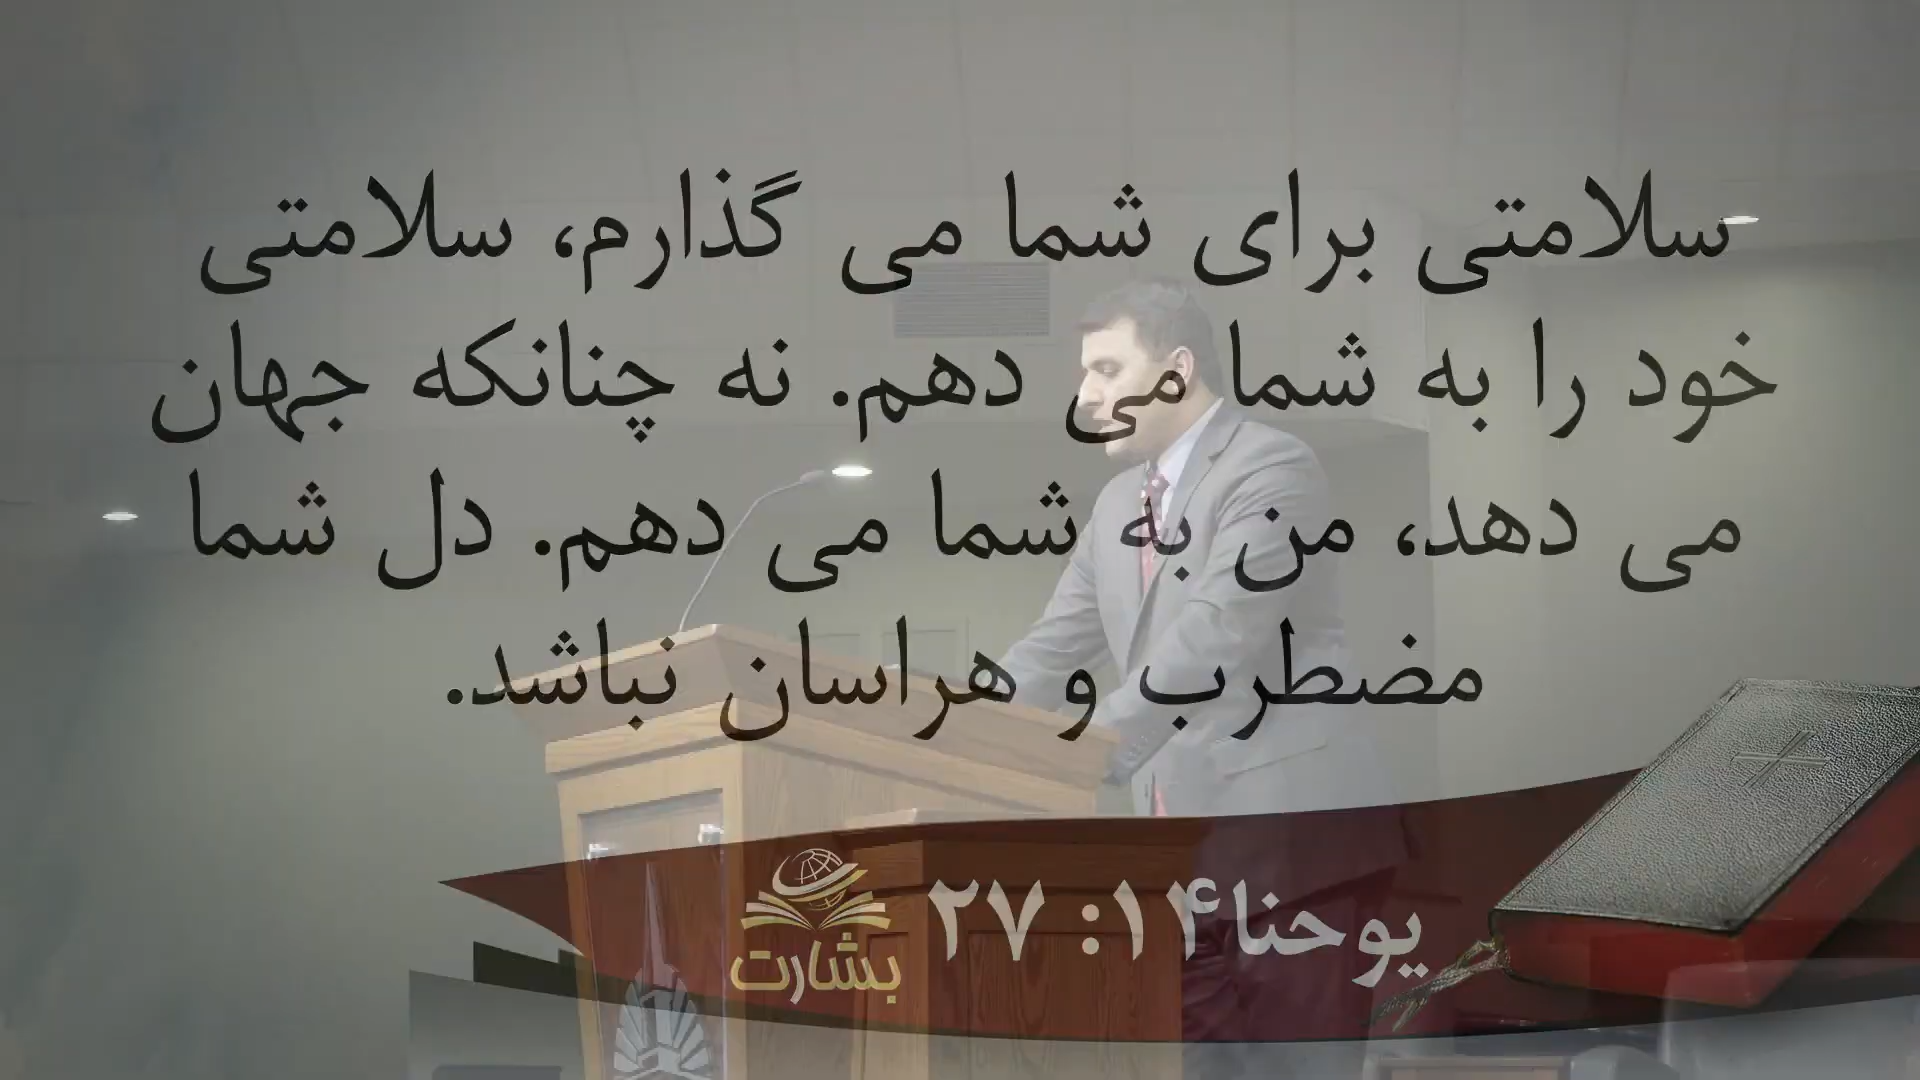 سلامتی برای شما می گذارم، سلامتی
خود را به شما می دهم. نه چنانکه جهان
می دهد، من به شما می دهم. دل شما
مضطرب و هراسان نباشد.
یوحنا۱۴: ۲۷
بشارت